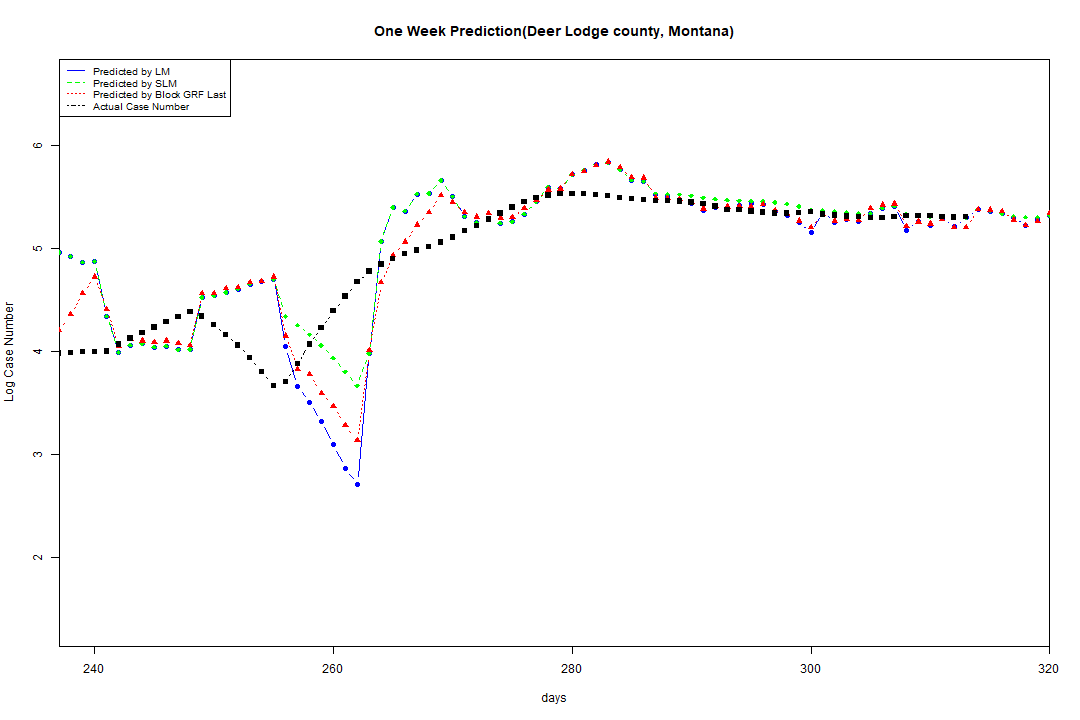 One Week Prediction(Deer Lodge county, Montana)
Predicted by LM
Predicted by SLM
Predicted by Block GRF Last
Actual Case Number
6
5
4
3
2
Log Case Number
240 260 280 300 320
days